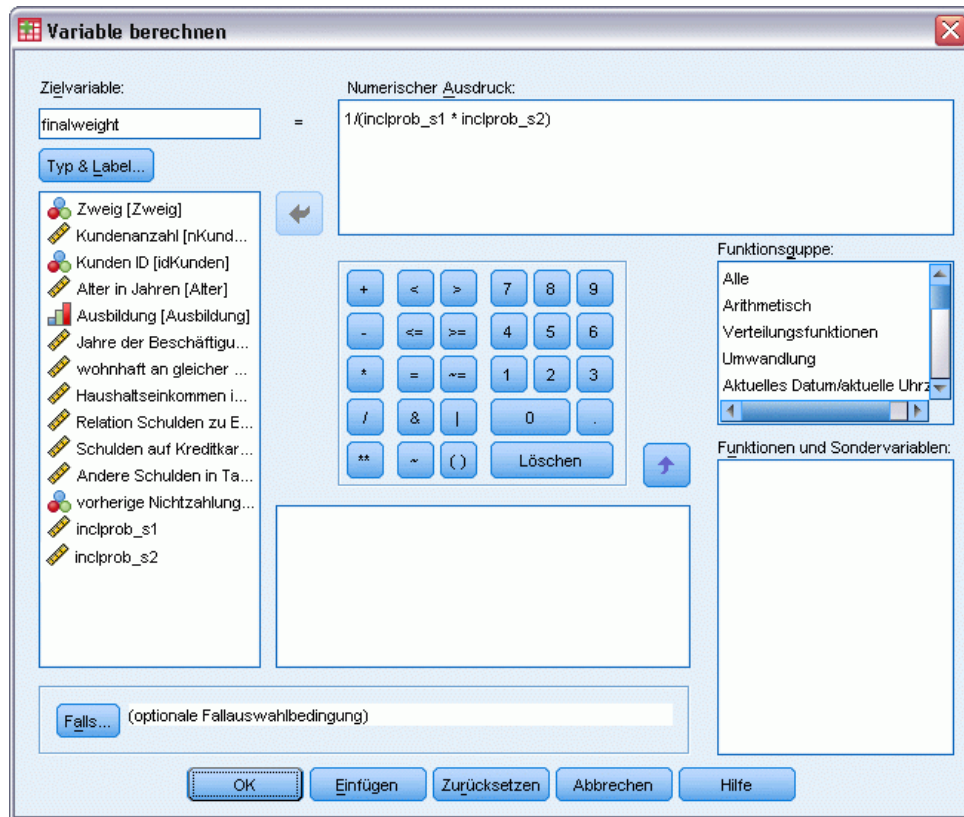 Variable berechnen
Zielvariable:
Numerischer Ausdruck:
finalweight
=
1/(inclprob_s1 * inclprob_s2)
Typ & Label...
Zweig [Zweig]
Kundenanzahl [nKund...
Kunden ID [idKunden]
Alter in Jahren [Alter]
Ausbildung [Ausbildung]
Jahre der Beschäftigu...
wohnhaft an gleicher ...
Haushaltseinkommen i...
Relation Schulden zu E...
Schulden auf Kreditkar...
Andere Schulden in Ta...
vorherige Nichtzahlung...
inclprob_s1
inclprob_s2
+ < > 7 8 9
- <= >= 4 5 6
* = ~= 1 2 3
/ & | 0 .
** ~ ( ) Löschen
Funktionsgruppe:
Alle
Arithmetisch
Verteilungsfunktionen
Umwandlung
Aktuelles Datum/aktuelle Uhrz
Funktionen und Sondervariablen:
Falls... (optionale Fallauswahlbedingung)
OK Einfügen Zurücksetzen Abbrechen Hilfe